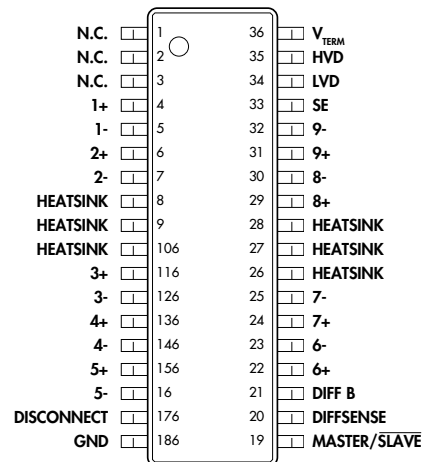 N.C. 1 36 VTERM
N.C. 2 35 HVD
N.C. 3 34 LVD
1+ 4 33 SE
1- 5 32 9-
2+ 6 31 9+
2- 7 30 8-
HEATSINK 8 29 8+
HEATSINK 9 28 HEATSINK
HEATSINK 106 27 HEATSINK
3+ 116 26 HEATSINK
3- 126 25 7-
4+ 136 24 7+
4- 146 23 6-
5+ 156 22 6+
5- 16 21 DIFF B
DISCONNECT 176 20 DIFFSENSE
GND 186 19 MASTER/SLAVE